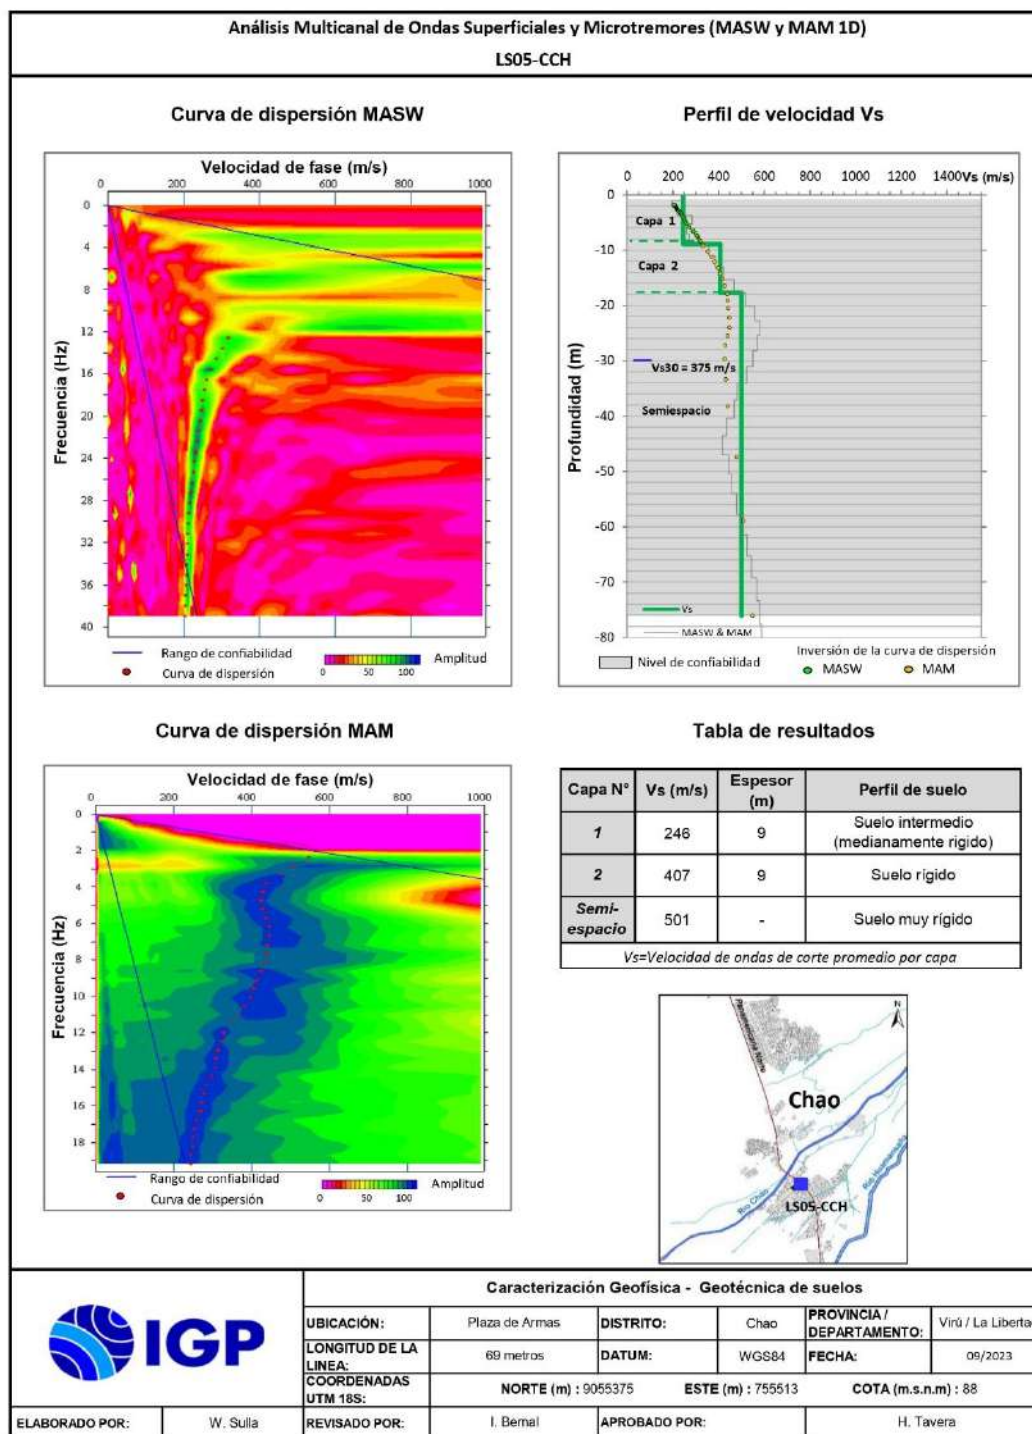 Análisis Multicanal de Ondas Superficiales y Microtremores (MASW y MAM 1D)
LS05-CCH
Curva de dispersión MASW
Velocidad de fase (m/s)
0 200 400 600 800 1000
Frecuencia (Hz)
0
4
8
12
16
20
24
28
32
36
40
Rango de confiabilidad
Curva de dispersión
0 50 100
Amplitud
Perfil de velocidad Vs
0 200 400 600 800 1000 1200 1400 Vs (m/s)
Profundidad (m)
0
-10
-20
-30
-40
-50
-60
-70
-80
Capa 1
Capa 2
Vs30 = 375 m/s
Semiespacio
Vs
MASW & MAM
Nivel de confiabilidad
Inversión de la curva de dispersión
MASW MAM
Curva de dispersión MAM
Velocidad de fase (m/s)
0 200 400 600 800 1000
Frecuencia (Hz)
0
2
4
6
8
10
12
14
16
18
Rango de confiabilidad
Curva de dispersión
0 50 100
Amplitud
Tabla de resultados
Capa N° Vs (m/s) Espesor (m) Perfil de suelo
1 246 9 Suelo intermedio (medianamente rigido)
2 407 9 Suelo rígido
Semi-espacio 501 - Suelo muy rígido
Vs=Velocidad de ondas de corte promedio por capa
Panamericana Norte
N
Chao
Rio Chao
LS05-CCH
IGP
Caracterización Geofísica - Geotécnica de suelos
UBICACIÓN: Plaza de Armas DISTRITO: Chao PROVINCIA / DEPARTAMENTO: Virú / La Liberta
LONGITUD DE LA LINEA: 69 metros DATUM: WGS84 FECHA: 09/2023
COORDENADAS UTM 18S: NORTE (m) : 9055375 ESTE (m) : 755513 COTA (m.s.n.m) : 88
ELABORADO POR: W. Sulla REVISADO POR: I. Bernal APROBADO POR: H. Tavera